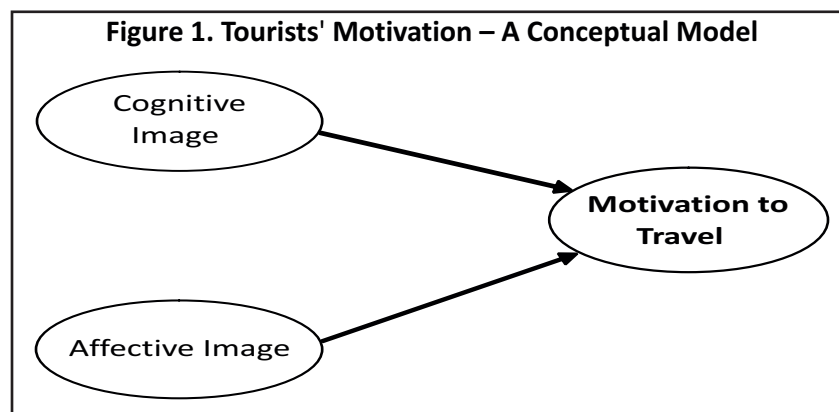 Figure 1. Tourists' Motivation – A Conceptual Model
Cognitive
Image
Motivation to
Travel
Affective Image